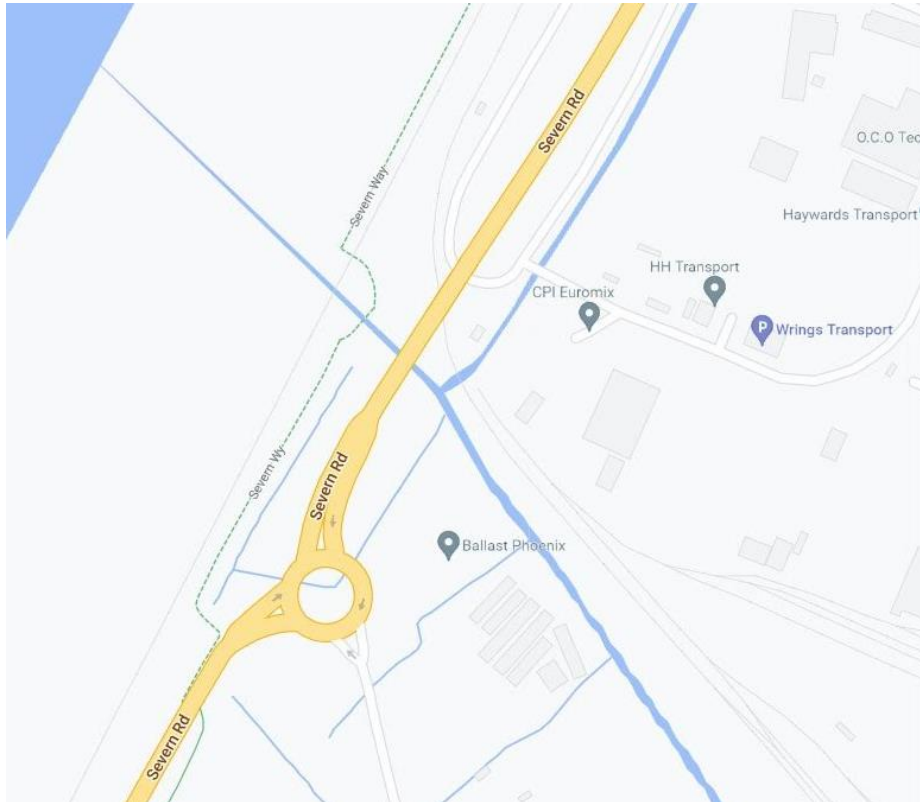 Severn Rd
O.C.O Tec
Severn Way
Haywards Transport
HH Transport
CPI Euromix
P
Wrings Transport
Severn Wy
Severn Rd
Ballast Phoenix
Severn Rd